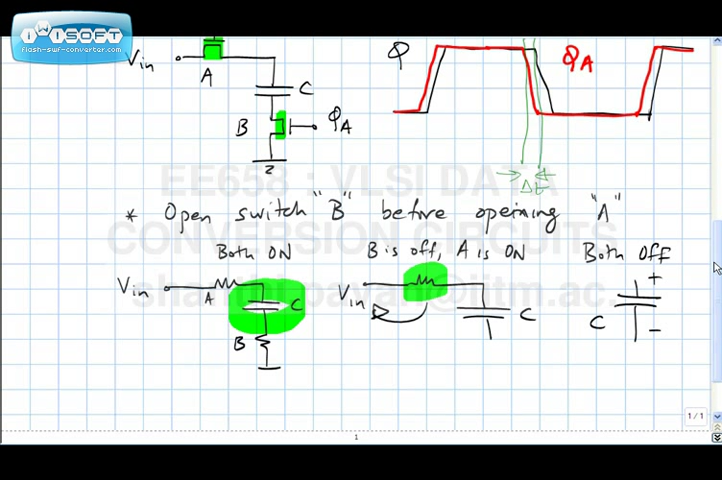 iWiSOFT
flash-swf-converter.com
Vin
A
C
B
φA
φ
φA
Δt
EE658 : VLSI DATA
* Open switch "B" before opening "A"
CONVERSION CIRCUITS
Both ON
B is off, A is ON
Both Off
Vin
A
C
B
Vin
C
C
+
−
1/1
1